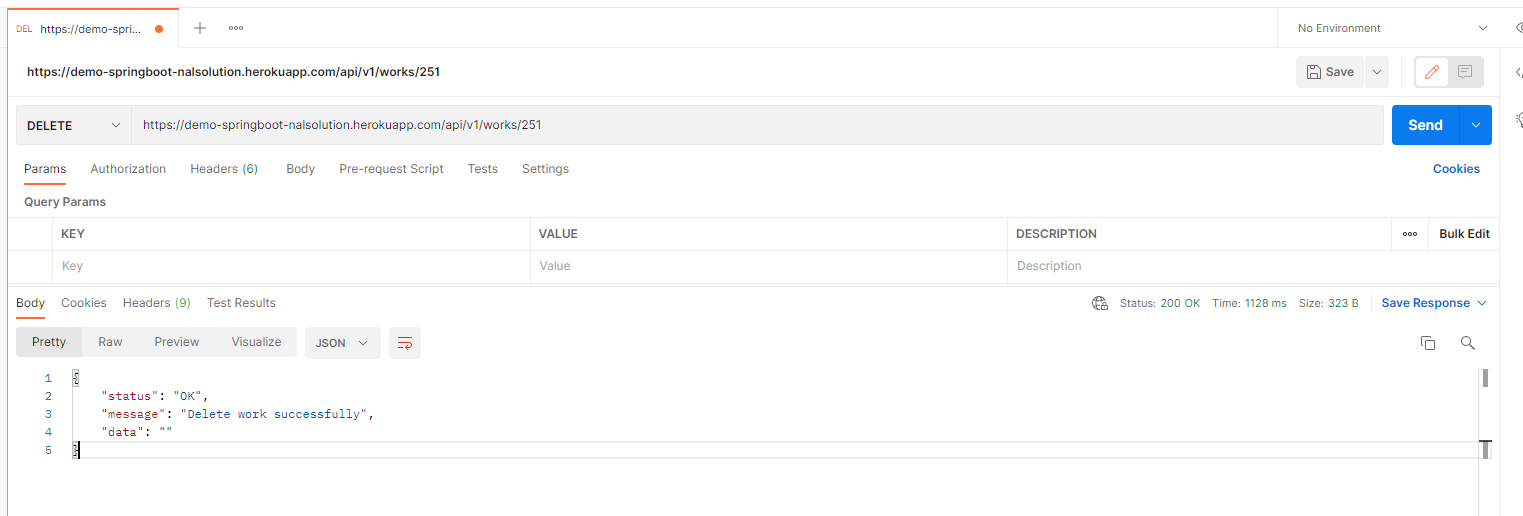 DEL https://demo-spri... No Environment
https://demo-springboot-nalsolution.herokuapp.com/api/v1/works/251 Save
DELETE https://demo-springboot-nalsolution.herokuapp.com/api/v1/works/251 Send
Params Authorization Headers (6) Body Pre-request Script Tests Settings Cookies
Query Params
KEY VALUE DESCRIPTION Bulk Edit
Key Value Description
Body Cookies Headers (9) Test Results Status: 200 OK Time: 1128 ms Size: 323 B Save Response
Pretty Raw Preview Visualize JSON
1 {
2 "status": "OK",
3 "message": "Delete work successfully",
4 "data": ""
5 }